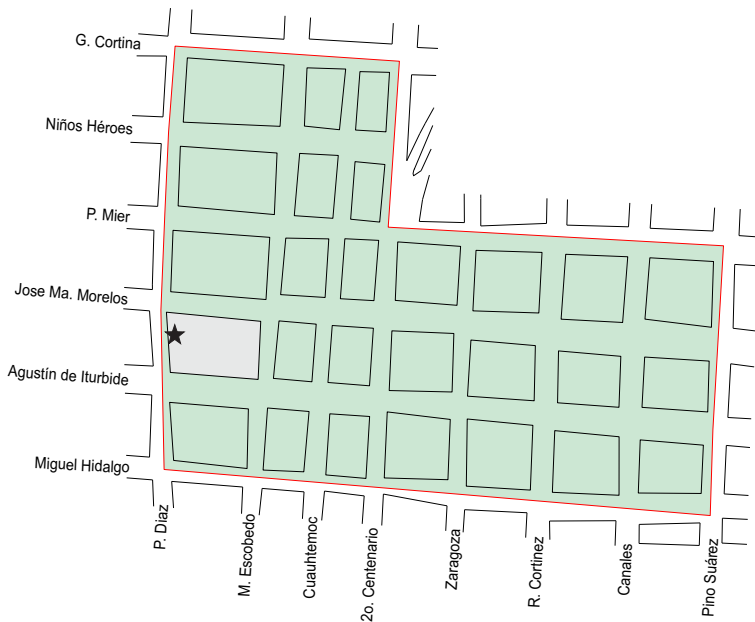 G. Cortina
Niños Héroes
P. Mier
Jose Ma. Morelos
Agustín de Iturbide
Miguel Hidalgo
P. Diaz
M. Escobedo
Cuauhtemoc
2o. Centenario
Zaragoza
R. Cortinez
Canrales
Pino Suárez